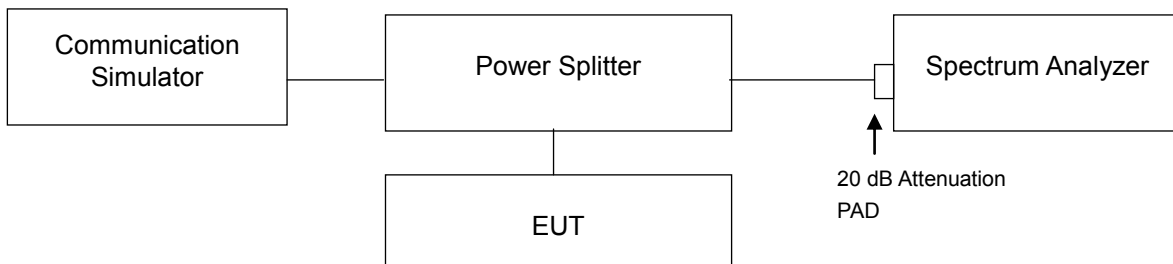 Communication
Simulator
Power Splitter
Spectrum Analyzer
20 dB Attenuation
PAD
EUT